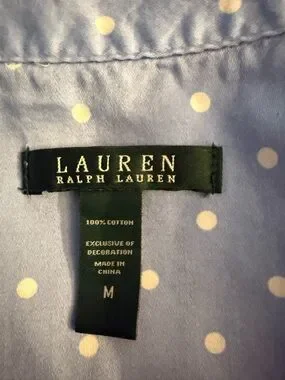 LAUREN
RALPH LAUREN
100% COTTON
EXCLUSIVE OF
DECORATION
MADE IN
CHINA
M